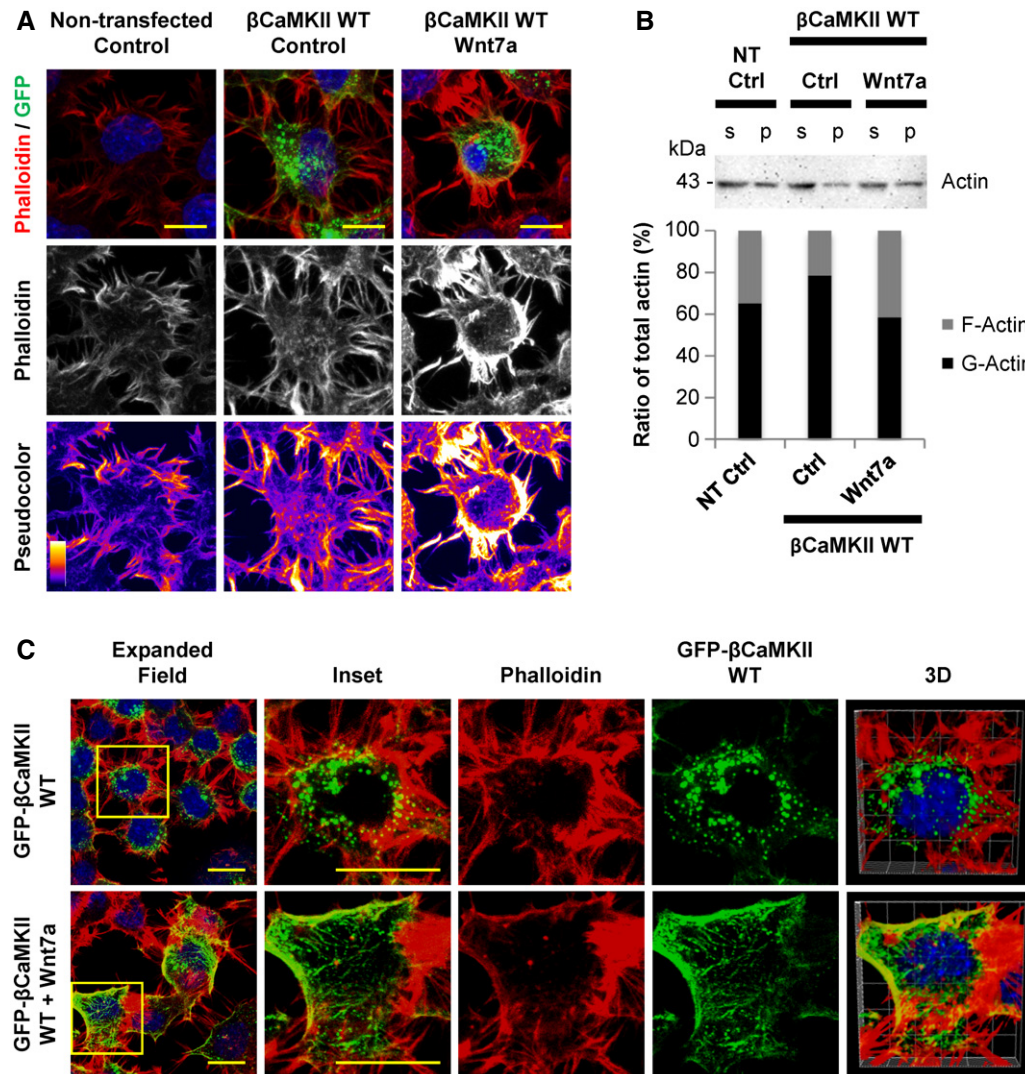 A
Non-transfected
Control
βCaMKII WT
Control
βCaMKII WT
Wnt7a
Phalloidin / GFP
Phalloidin
Pseudocolor
B
βCaMKII WT
NT
Ctrl
Ctrl
Wnt7a
s p s p s p
kDa
43 -
Actin
Ratio of total actin (%)
100
80
60
40
20
0
F-Actin
G-Actin
NT Ctrl
Ctrl
Wnt7a
βCaMKII WT
C
Expanded
Field
Inset
Phalloidin
GFP-βCaMKII
WT
3D
GFP-βCaMKII
WT
GFP-βCaMKII
WT + Wnt7a